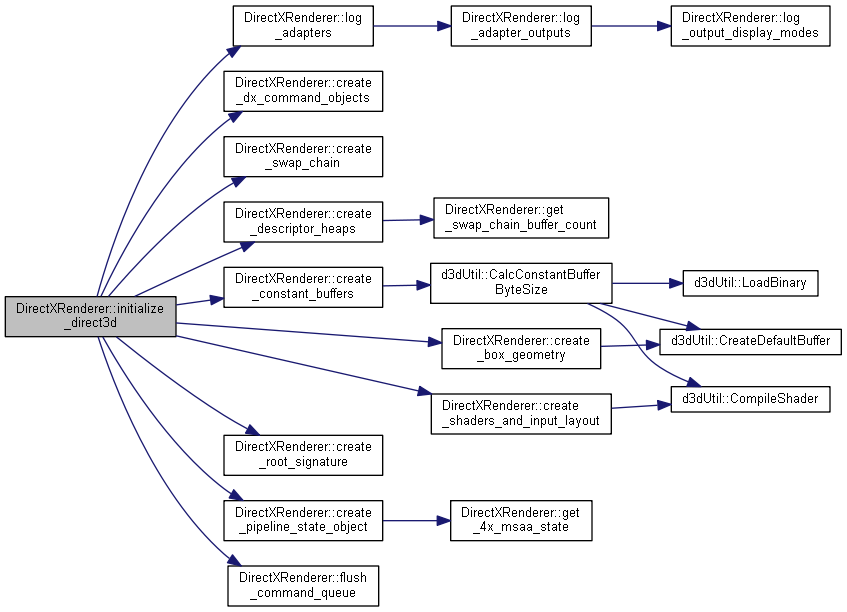 DirectXRenderer::initialize
_direct3d
DirectXRenderer::log
_adapters
DirectXRenderer::log
_adapter_outputs
DirectXRenderer::log
_output_display_modes
DirectXRenderer::create
_dx_command_objects
DirectXRenderer::create
_swap_chain
DirectXRenderer::create
_descriptor_heaps
DirectXRenderer::get
_swap_chain_buffer_count
DirectXRenderer::create
_constant_buffers
d3dUtil::CalcConstantBuffer
ByteSize
d3dUtil::LoadBinary
d3dUtil::CreateDefaultBuffer
d3dUtil::CompileShader
DirectXRenderer::create
_box_geometry
DirectXRenderer::create
_shaders_and_input_layout
DirectXRenderer::create
_root_signature
DirectXRenderer::create
_pipeline_state_object
DirectXRenderer::get
_4x_msaa_state
DirectXRenderer::flush
_command_queue